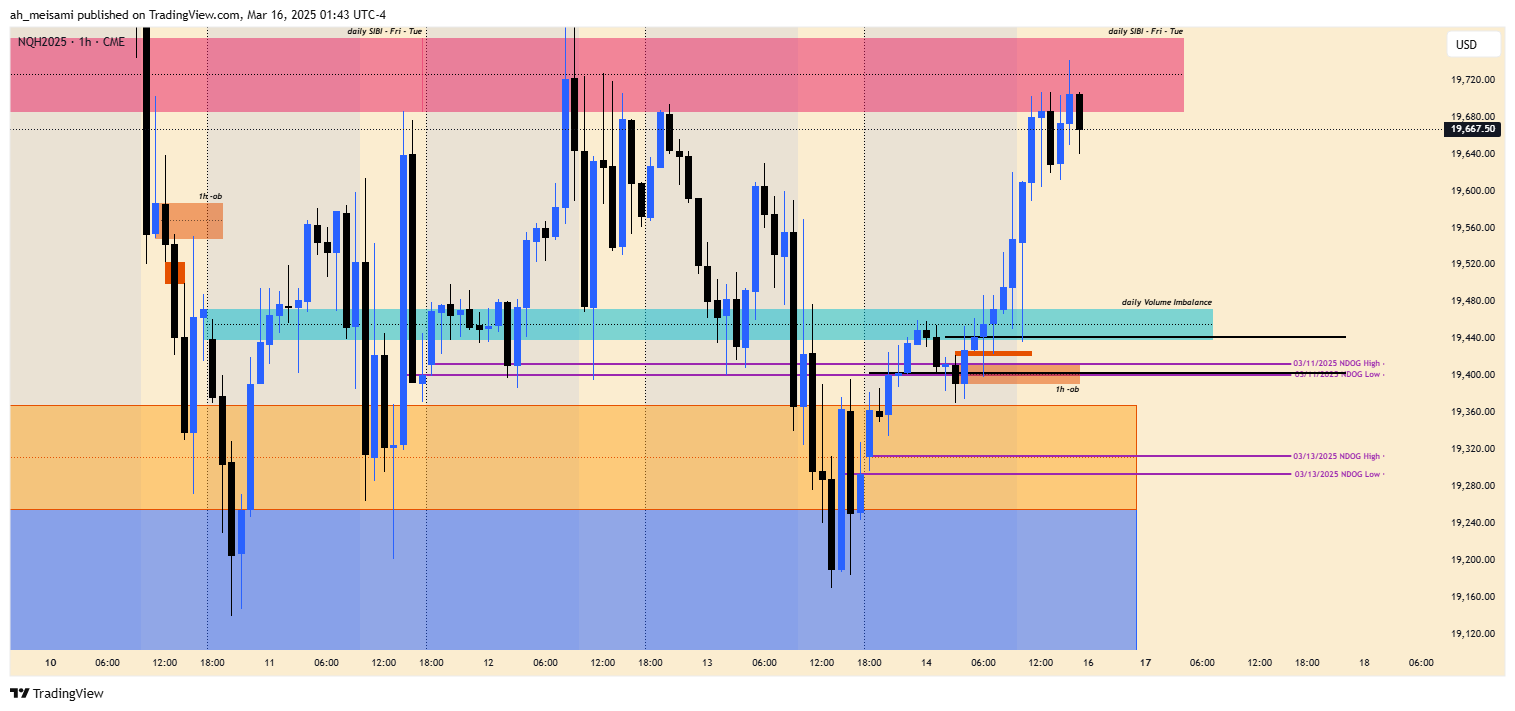 ah_meisami published on TradingView.com, Mar 16, 2025 01:43 UTC-4
daily SIBI - Fri - Tue
daily SIBI - Fri - Tue
NQH2025 · 1h · CME
USD
19,720.00
19,680.00
19,667.50
19,640.00
1h -ob
19,600.00
19,560.00
19,520.00
daily Volume Imbalance
19,480.00
19,440.00
03/11/2025 NDOG High ·
03/11/2025 NDOG Low ·
19,400.00
1h -ob
19,360.00
03/13/2025 NDOG High ·
19,320.00
03/13/2025 NDOG Low ·
19,280.00
19,240.00
19,200.00
19,160.00
19,120.00
10 06:00 12:00 18:00 11 06:00 12:00 18:00 12 06:00 12:00 18:00 13 06:00 12:00 18:00 14 06:00 12:00 16 17 06:00 12:00 18:00 18 06:00
TradingView